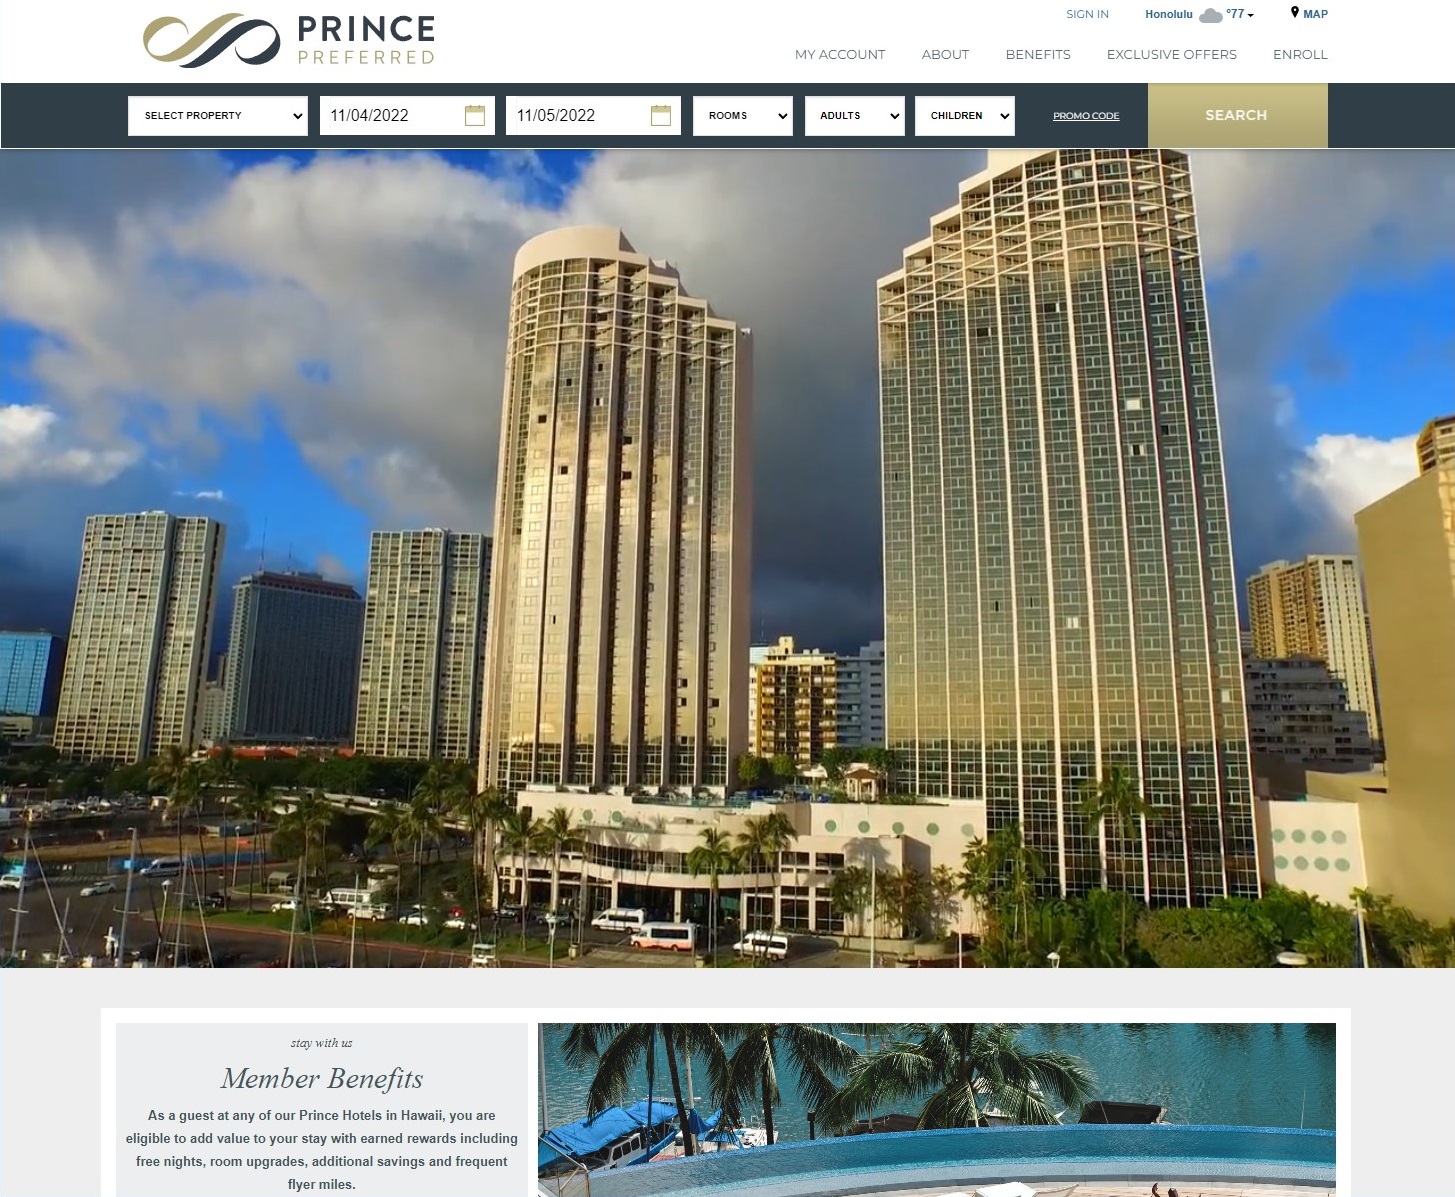 PRINCE
PREFERRED
SIGN IN
Honolulu °77
MAP
MY ACCOUNT
ABOUT
BENEFITS
EXCLUSIVE OFFERS
ENROLL
SELECT PROPERTY
11/04/2022
11/05/2022
ROOMS
ADULTS
CHILDREN
PROMO CODE
SEARCH
stay with us
Member Benefits
As a guest at any of our Prince Hotels in Hawaii, you are
eligible to add value to your stay with earned rewards including
free nights, room upgrades, additional savings and frequent
flyer miles.